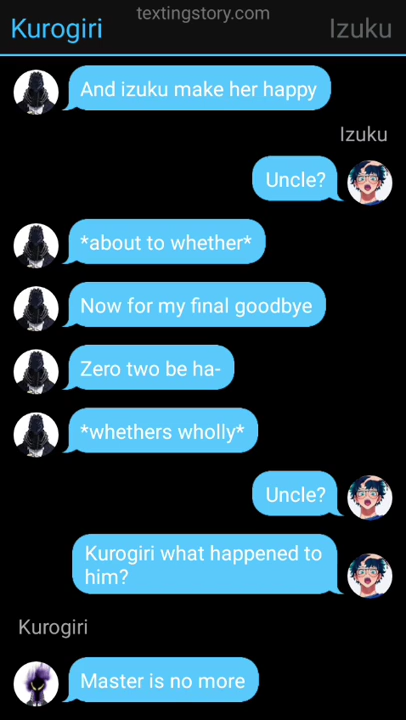 textingstory.com
Kurogiri
Izuku
And izuku make her happy
Izuku
Uncle?
*about to whether*
Now for my final goodbye
Zero two be ha-
*whethers wholly*
Uncle?
Kurogiri what happened to
him?
Kurogiri
Master is no more